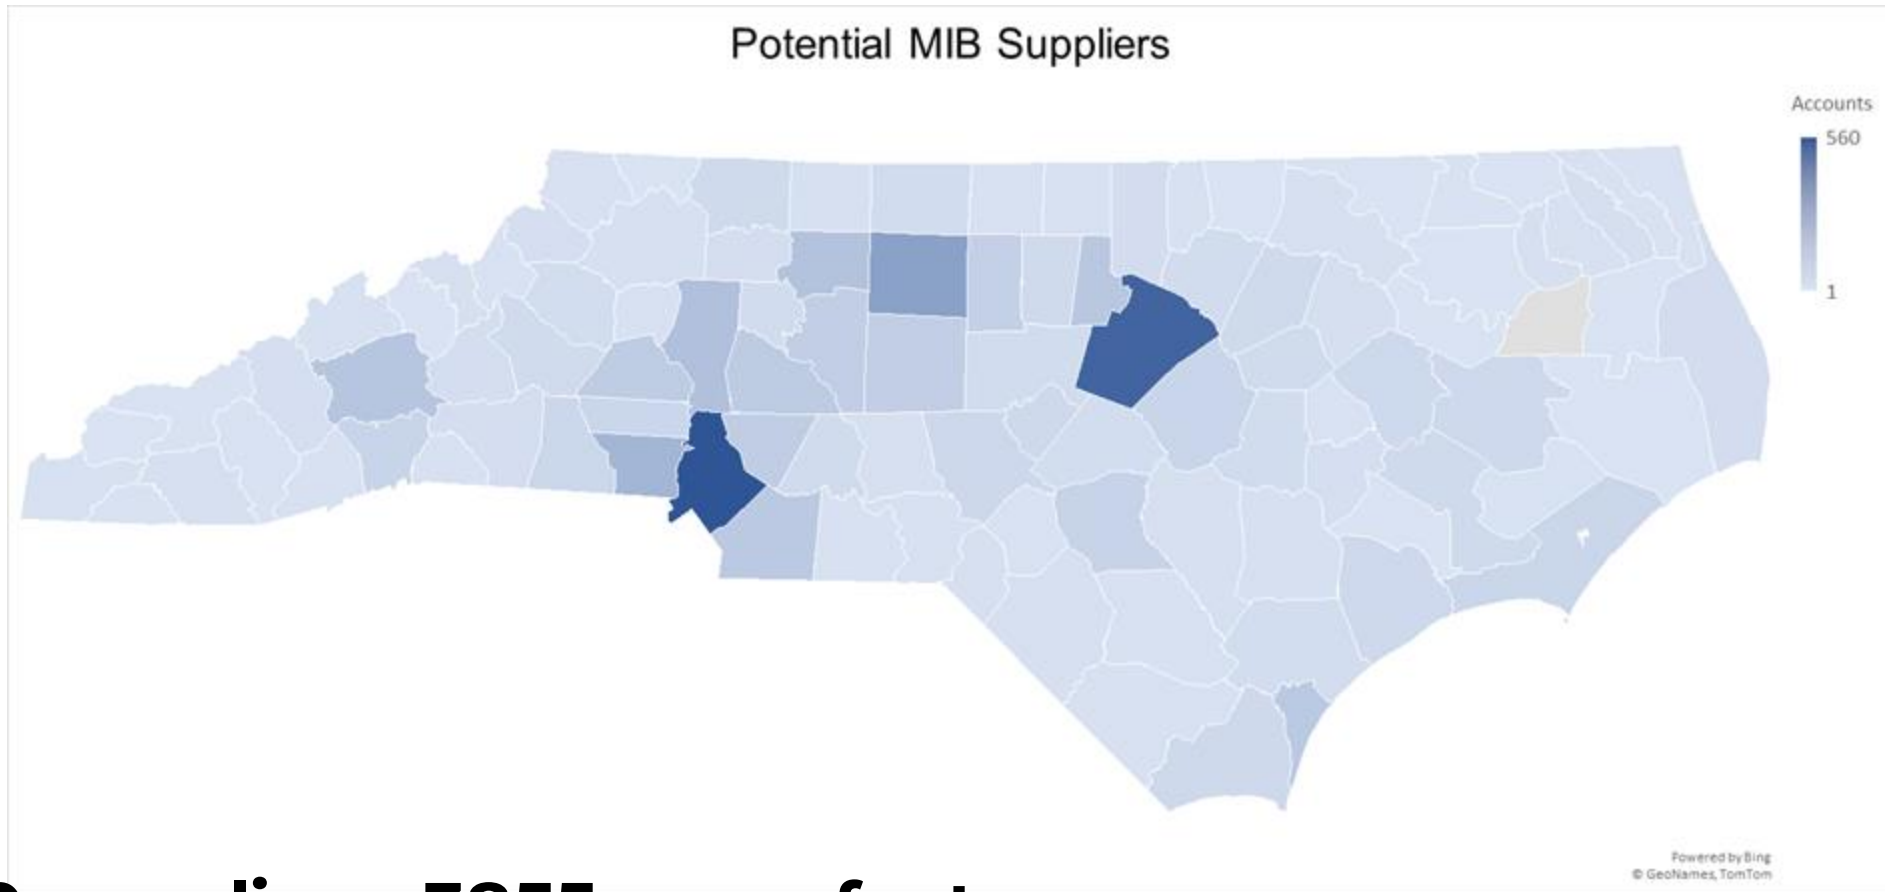 Potential MIB Suppliers
Accounts
560
1
Powered by Bing
© GeoNames, TomTom